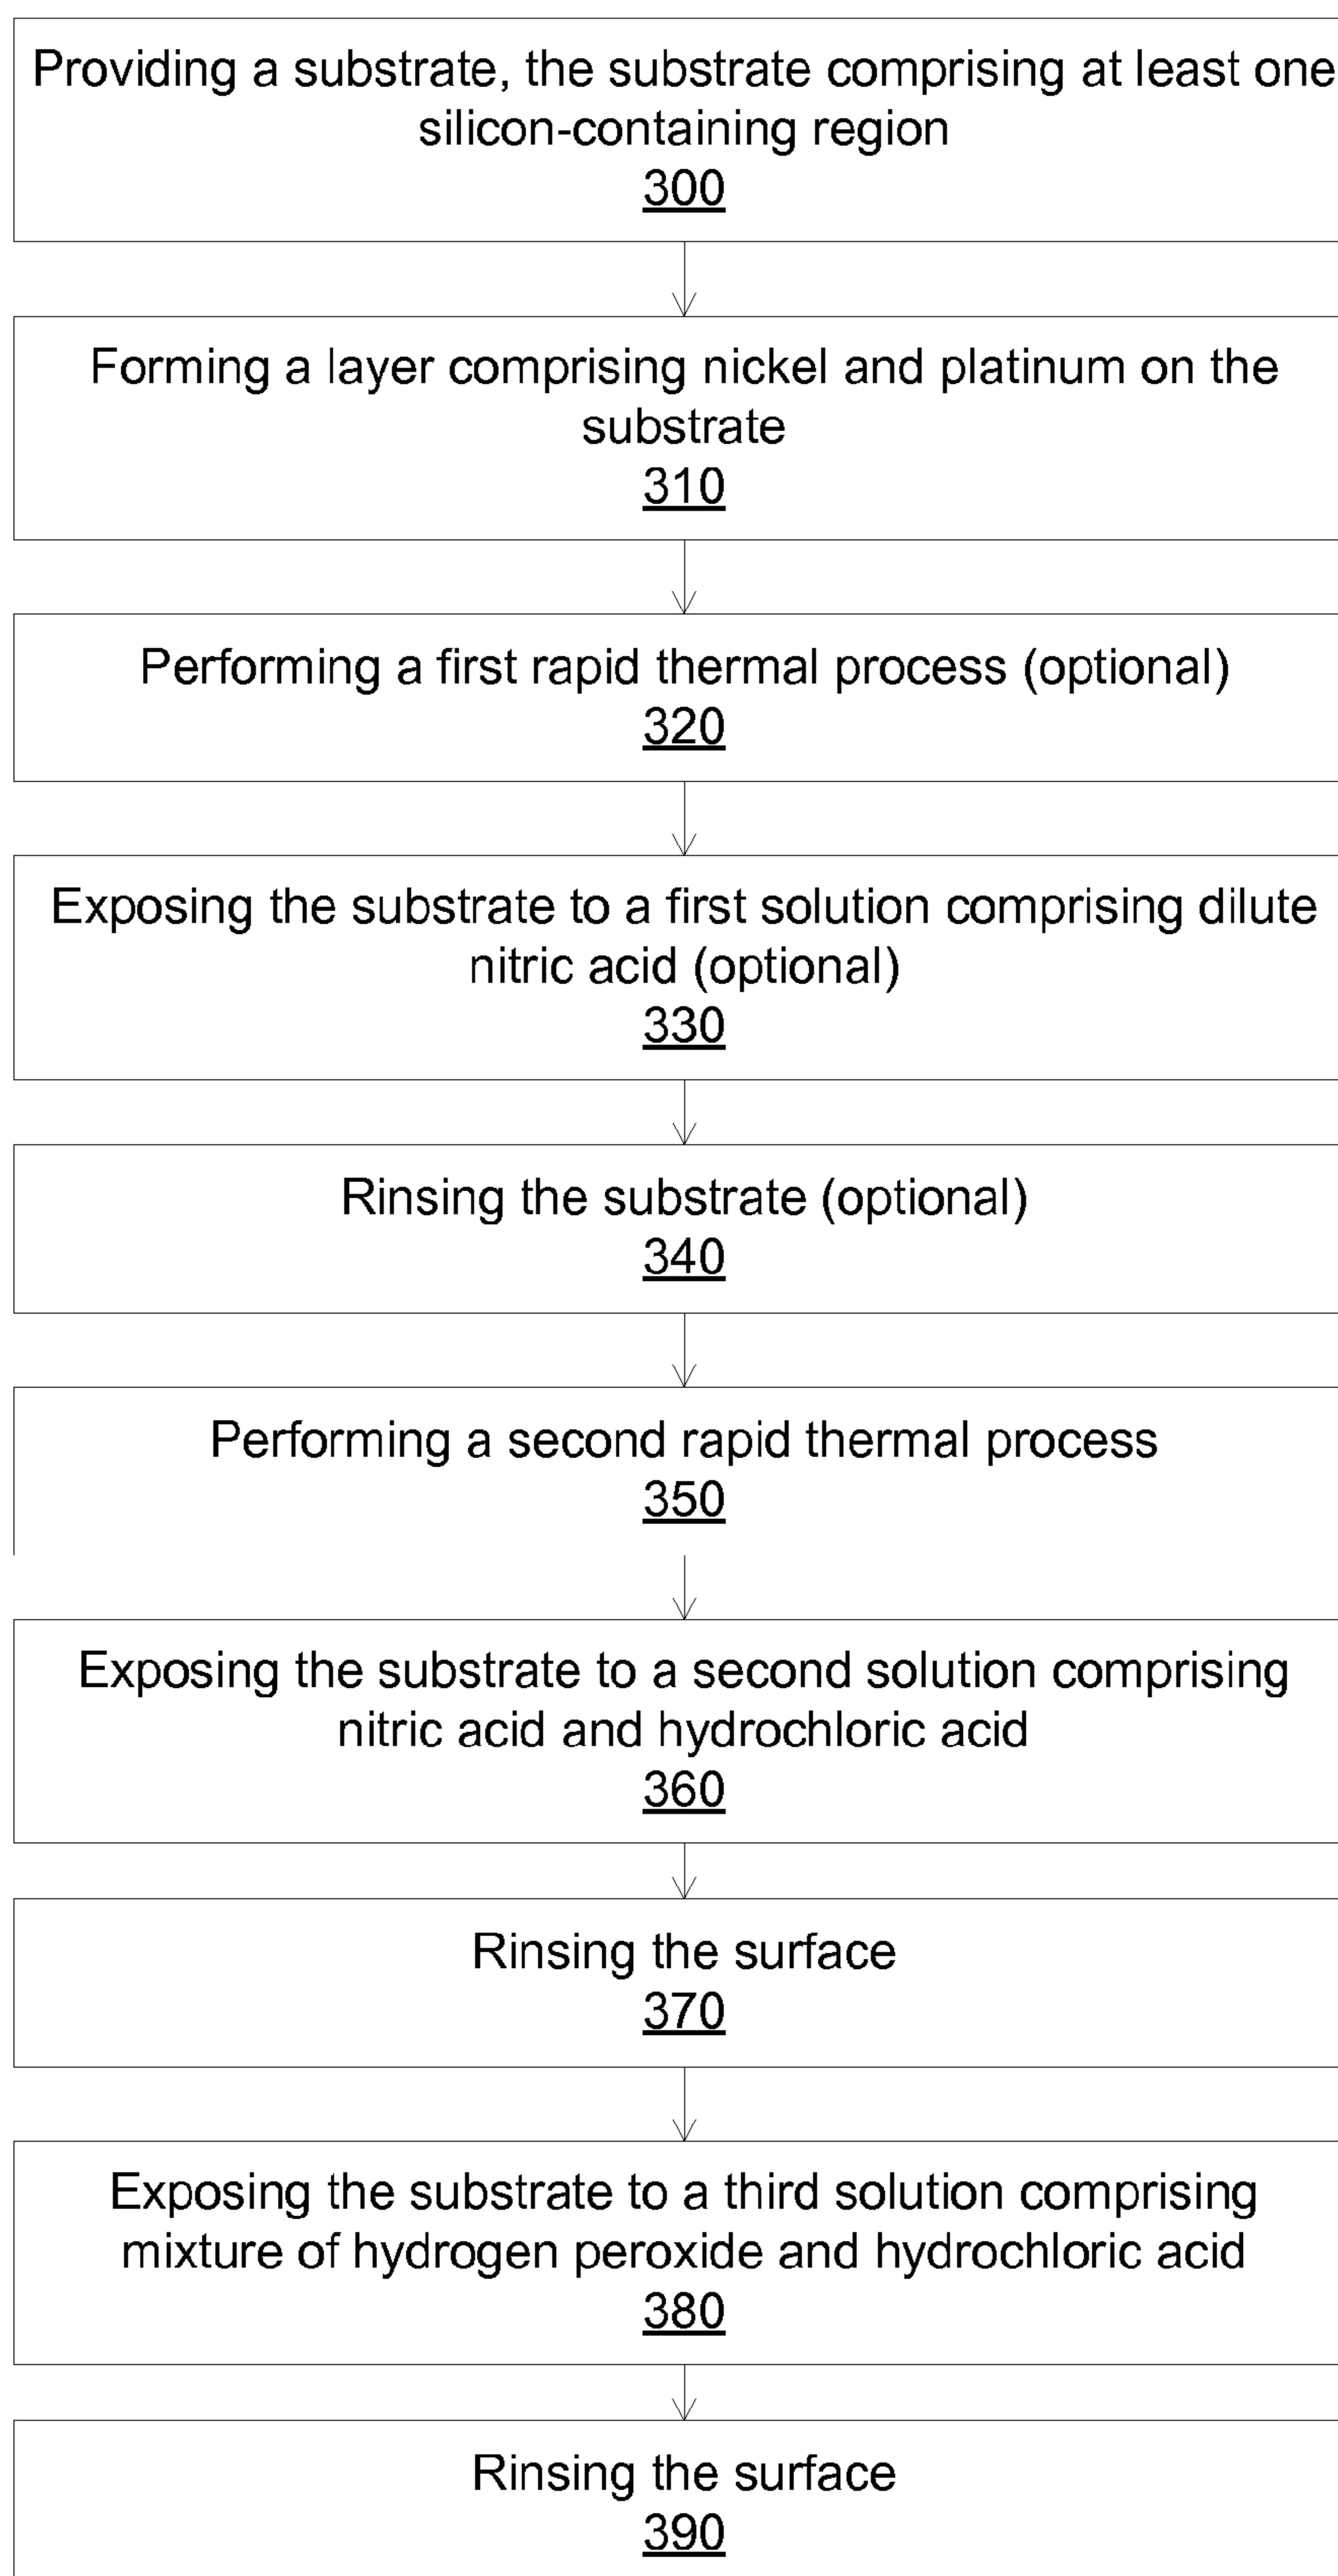 Providing a substrate, the substrate comprising at least one
silicon-containing region
300
Forming a layer comprising nickel and platinum on the
substrate
310
Performing a first rapid thermal process (optional)
320
Exposing the substrate to a first solution comprising dilute
nitric acid (optional)
330
Rinsing the substrate (optional)
340
Performing a second rapid thermal process
350
Exposing the substrate to a second solution comprising
nitric acid and hydrochloric acid
360
Rinsing the surface
370
Exposing the substrate to a third solution comprising
mixture of hydrogen peroxide and hydrochloric acid
380
Rinsing the surface
390